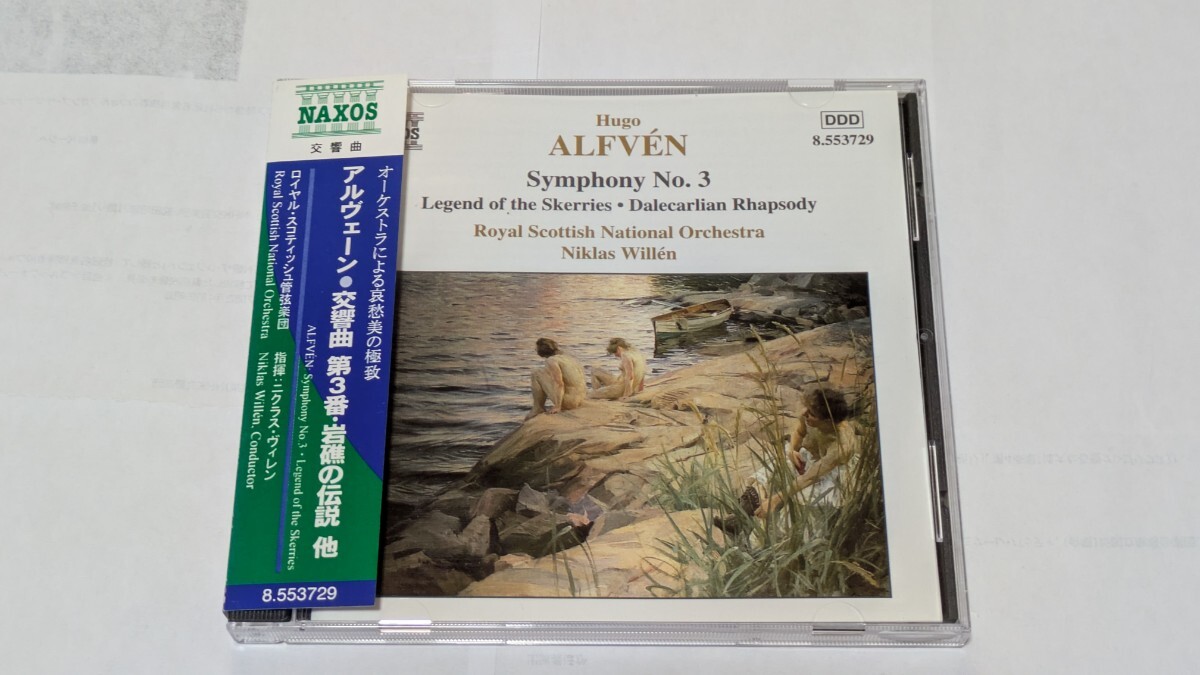 NAXOS
交響曲
オーケストラによる哀愁美の極致
アルヴェーン●交響曲 第3番・岩礁の伝説 他
ALFVÉN: Symphony No.3・Legend of the Skerries
ロイヤル・スコティッシュ管弦楽団 指揮：ニクラス・ヴィレン
Royal Scottish National Orchestra Niklas Willén, Conductor
8.553729
OS
Hugo
ALFVÉN
DDD
8.553729
Symphony No. 3
Legend of the Skerries • Dalecarlian Rhapsody
Royal Scottish National Orchestra
Niklas Willén